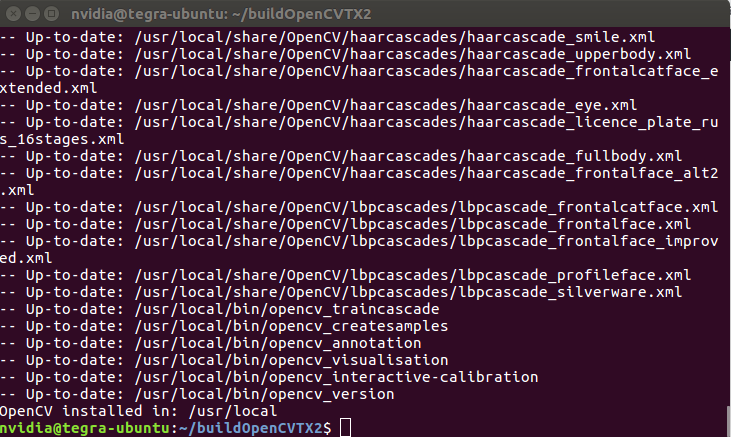 nvidia@tegra-ubuntu: ~/buildOpenCVTX2
-- Up-to-date: /usr/local/share/OpenCV/haarcascades/haarcascade_smile.xml
-- Up-to-date: /usr/local/share/OpenCV/haarcascades/haarcascade_upperbody.xml
-- Up-to-date: /usr/local/share/OpenCV/haarcascades/haarcascade_frontalcatface_e
xtended.xml
-- Up-to-date: /usr/local/share/OpenCV/haarcascades/haarcascade_eye.xml
-- Up-to-date: /usr/local/share/OpenCV/haarcascades/haarcascade_licence_plate_ru
s_16stages.xml
-- Up-to-date: /usr/local/share/OpenCV/haarcascades/haarcascade_fullbody.xml
-- Up-to-date: /usr/local/share/OpenCV/haarcascades/haarcascade_frontalface_alt2
.xml
-- Up-to-date: /usr/local/share/OpenCV/lbpcascades/lbpcascade_frontalcatface.xml
-- Up-to-date: /usr/local/share/OpenCV/lbpcascades/lbpcascade_frontalface.xml
-- Up-to-date: /usr/local/share/OpenCV/lbpcascades/lbpcascade_frontalface_improv
ed.xml
-- Up-to-date: /usr/local/share/OpenCV/lbpcascades/lbpcascade_profileface.xml
-- Up-to-date: /usr/local/share/OpenCV/lbpcascades/lbpcascade_silverware.xml
-- Up-to-date: /usr/local/bin/opencv_traincascade
-- Up-to-date: /usr/local/bin/opencv_createsamples
-- Up-to-date: /usr/local/bin/opencv_annotation
-- Up-to-date: /usr/local/bin/opencv_visualisation
-- Up-to-date: /usr/local/bin/opencv_interactive-calibration
-- Up-to-date: /usr/local/bin/opencv_version
OpenCV installed in: /usr/local
nvidia@tegra-ubuntu:~/buildOpenCVTX2$